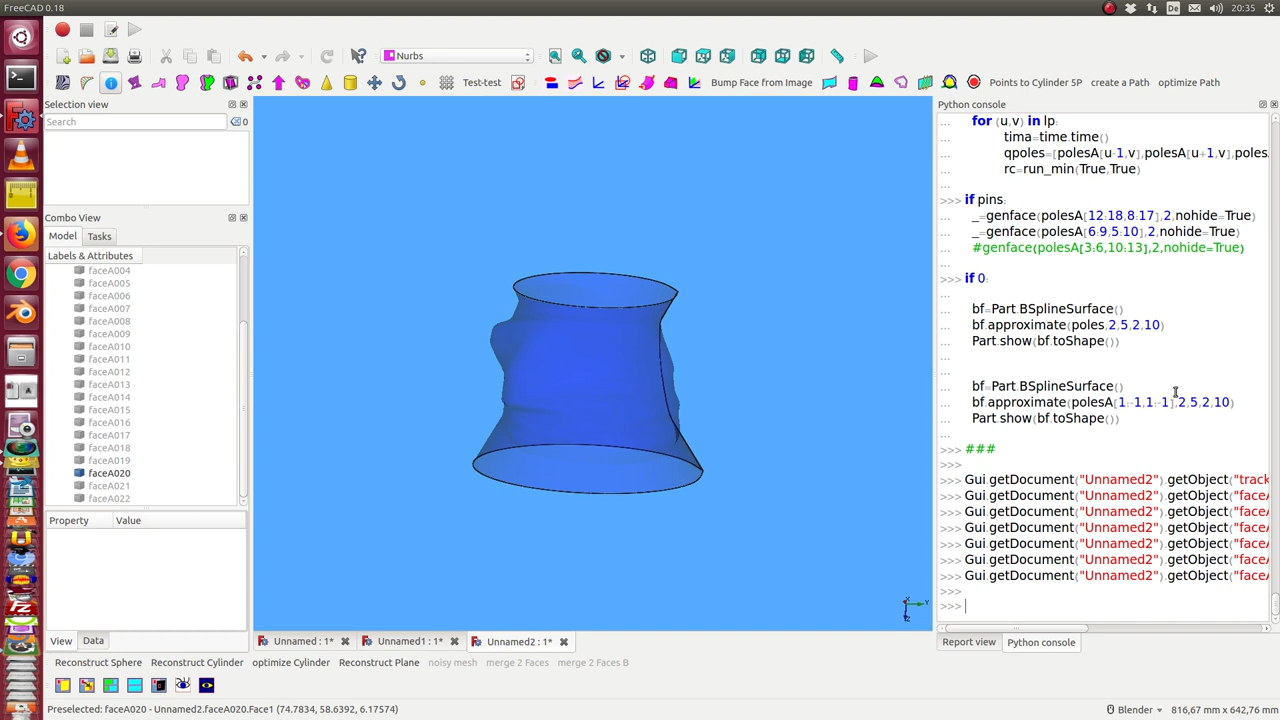 FreeCAD 0.18
De
20:35
Nurbs
Test-test
Bump Face from Image
Points to Cylinder 5P
create a Path
optimize Path
Selection view
Search
0
Combo View
Model
Tasks
Labels & Attributes
faceA004
faceA005
faceA006
faceA007
faceA008
faceA009
faceA010
faceA011
faceA012
faceA013
faceA014
faceA015
faceA016
faceA017
faceA018
faceA019
faceA020
faceA021
faceA022
Property
Value
View
Data
Python console
... for (u,v) in lp:
... tima=time.time()
... qpoles=[polesA[u-1,v],polesA[u+1,v],poles.
... rc=run_min(True,True)
...
>>> if pins:
... _=genface(polesA[12:18,8:17],2,nohide=True)
... _=genface(polesA[6:9,5:10],2,nohide=True)
... #genface(polesA[3:6,10:13],2,nohide=True)
...
>>> if 0:
...
... bf=Part.BSplineSurface()
... bf.approximate(poles,2,5,2,10)
... Part.show(bf.toShape())
...
...
... bf=Part.BSplineSurface()
... bf.approximate(polesA[1:-1,1:-1],2,5,2,10)
... Part.show(bf.toShape())
...
>>> ###
>>>
>>> Gui.getDocument("Unnamed2").getObject("track
>>> Gui.getDocument("Unnamed2").getObject("face
>>> Gui.getDocument("Unnamed2").getObject("face
>>> Gui.getDocument("Unnamed2").getObject("face
>>> Gui.getDocument("Unnamed2").getObject("face
>>> Gui.getDocument("Unnamed2").getObject("face
>>> Gui.getDocument("Unnamed2").getObject("face
>>>
>>>
Report view
Python console
X
Y
Z
Unnamed : 1*
Unnamed1 : 1*
Unnamed2 : 1*
Reconstruct Sphere
Reconstruct Cylinder
optimize Cylinder
Reconstruct Plane
noisy mesh
merge 2 Faces
merge 2 Faces B
Preselected: faceA020 - Unnamed2.faceA020.Face1 (74.7834, 58.6392, 6.17574)
Blender
816,67 mm x 642,76 mm